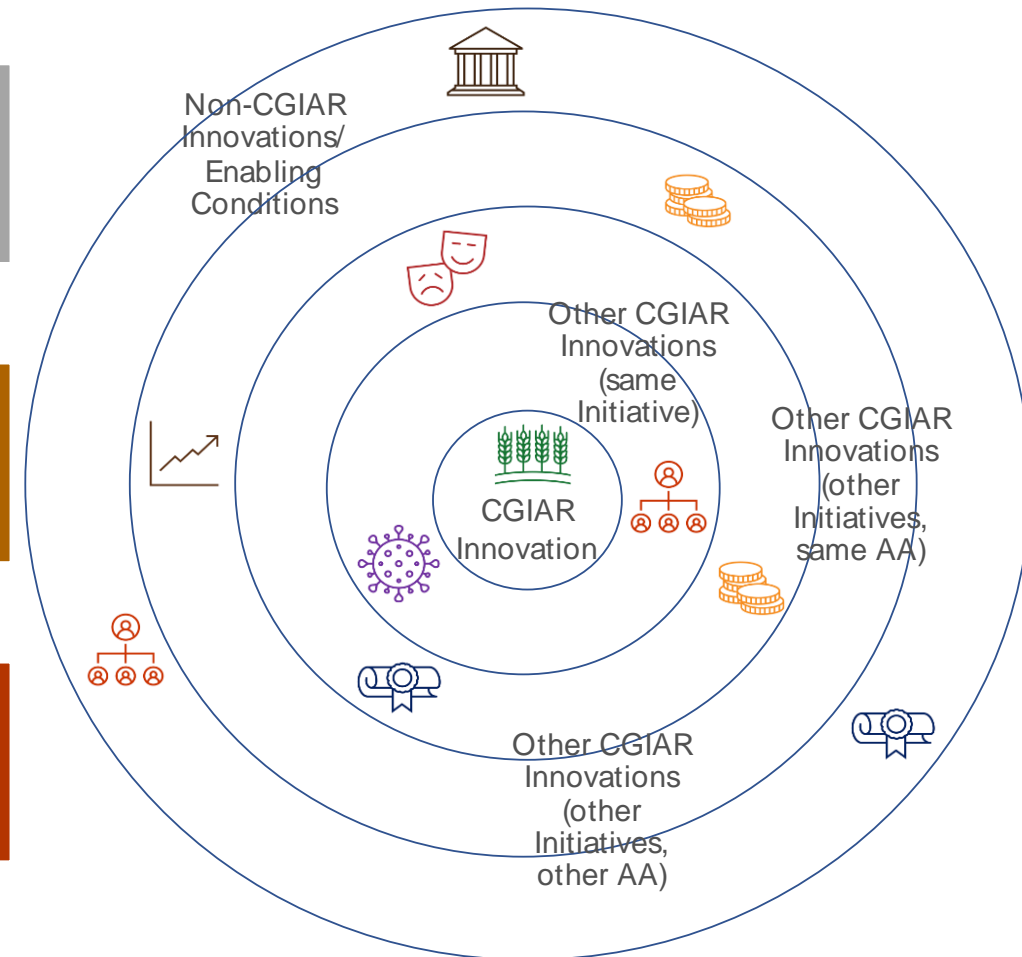 Non-CGIAR
Innovations/
Enabling
Conditions
Other CGIAR
Innovations
(same
Initiative)
Other CGIAR
Innovations
(other
Initiatives,
same AA)
CGIAR
Innovation
Other CGIAR
Innovations
(other
Initiatives,
other AA)